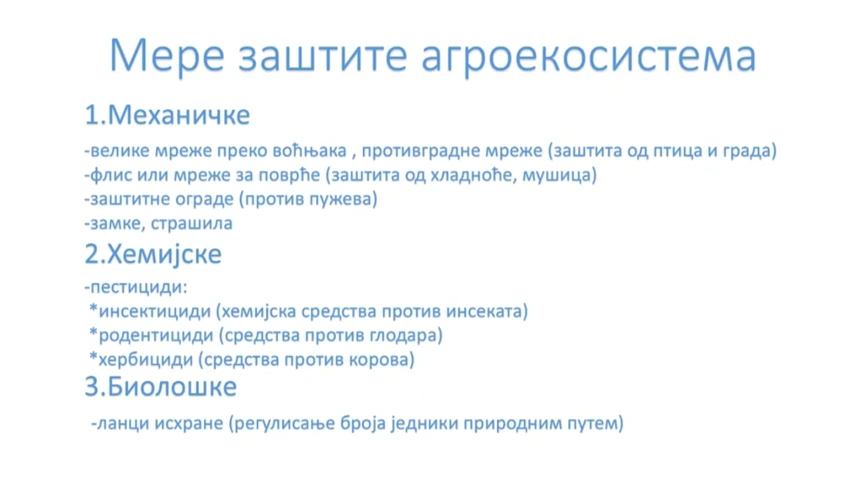 Мере заштите агроекосистема
1.Механичке
-велике мреже преко воћњака , противградне мреже (заштита од птица и града)
-флис или мреже за поврће (заштита од хладноће, мушица)
-заштитне ограде (против пужева)
-замке, страшила
2.Хемијске
-пестициди:
*инсектициди (хемијска средства против инсеката)
*родентициди (средства против глодара)
*хербициди (средства против корова)
3.Биолошке
-ланци исхране (регулисање броја једники природним путем)